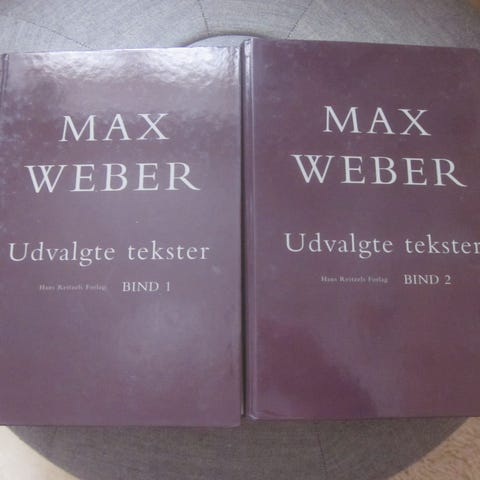 MAX
WEBER
Udvalgte tekster
Hans Reitzels Forlag BIND 1
MAX
WEBER
Udvalgte tekster
Hans Reitzels Forlag BIND 2